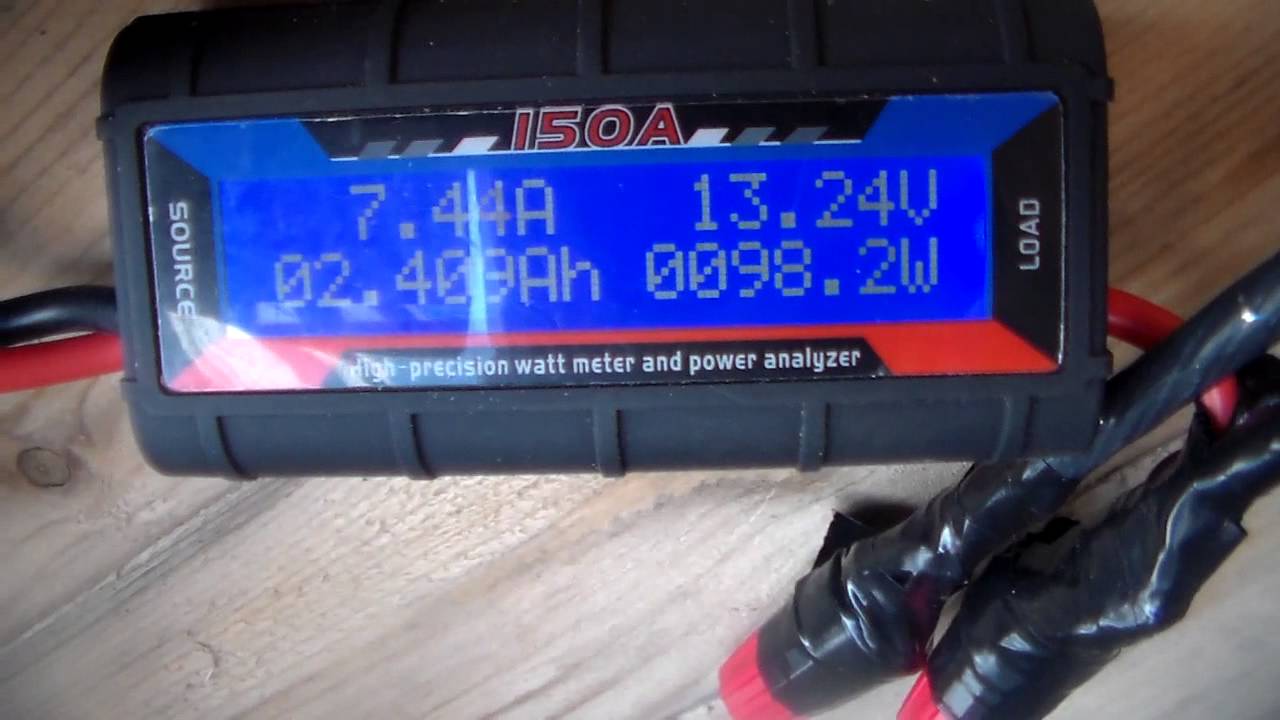 150A
SOURCE
7.44A 13.24V
02.409Ah 0098.2W
LOAD
High-precision watt meter and power analyzer